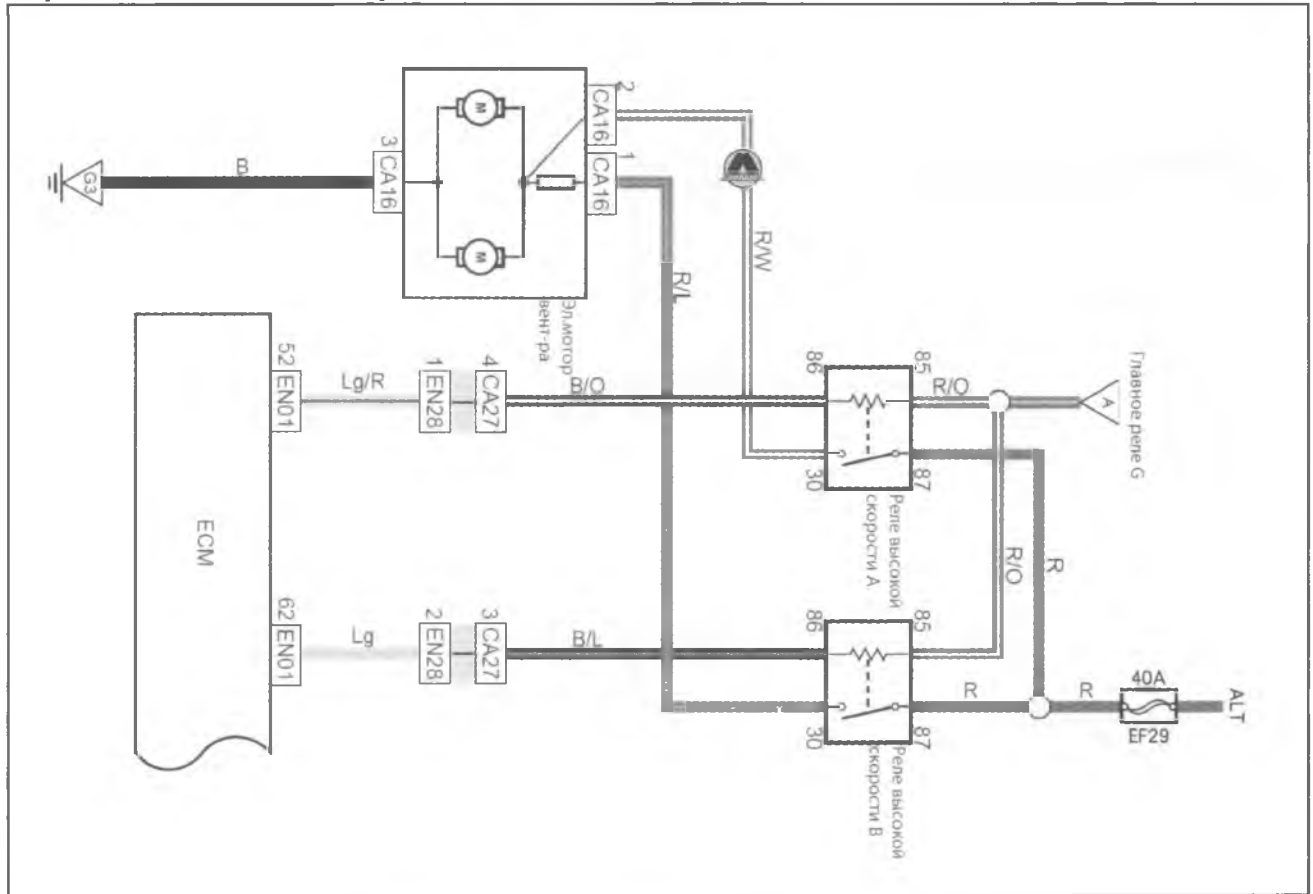 2
CA16
1
CA16
3
CA16
M
M
B
G3
R/W
R/L
Эл.мотор
вент-ра
86
85
30
87
R/O
Главное реле G
A
Реле высокой
скорости A
52
EN01
Lg/R
1
EN28
4
CA27
B/O
R/O
R
ECM
62
EN01
Lg
2
EN28
3
CA27
B/L
86
85
30
87
R
R
40A
EF29
ALT
Реле высокой
скорости B